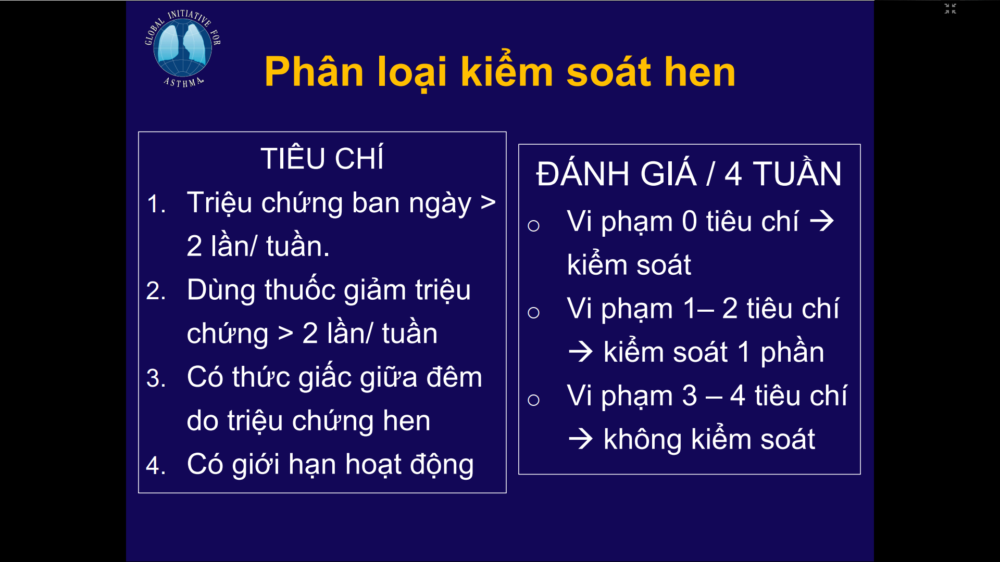 GLOBAL INITIATIVE FOR
ASTHMA
Phân loại kiểm soát hen
TIÊU CHÍ
1. Triệu chứng ban ngày >
2 lần/ tuần.
2. Dùng thuốc giảm triệu
chứng > 2 lần/ tuần
3. Có thức giấc giữa đêm
do triệu chứng hen
4. Có giới hạn hoạt động
ĐÁNH GIÁ / 4 TUẦN
○ Vi phạm 0 tiêu chí →
kiểm soát
○ Vi phạm 1– 2 tiêu chí
→ kiểm soát 1 phần
○ Vi phạm 3 – 4 tiêu chí
→ không kiểm soát